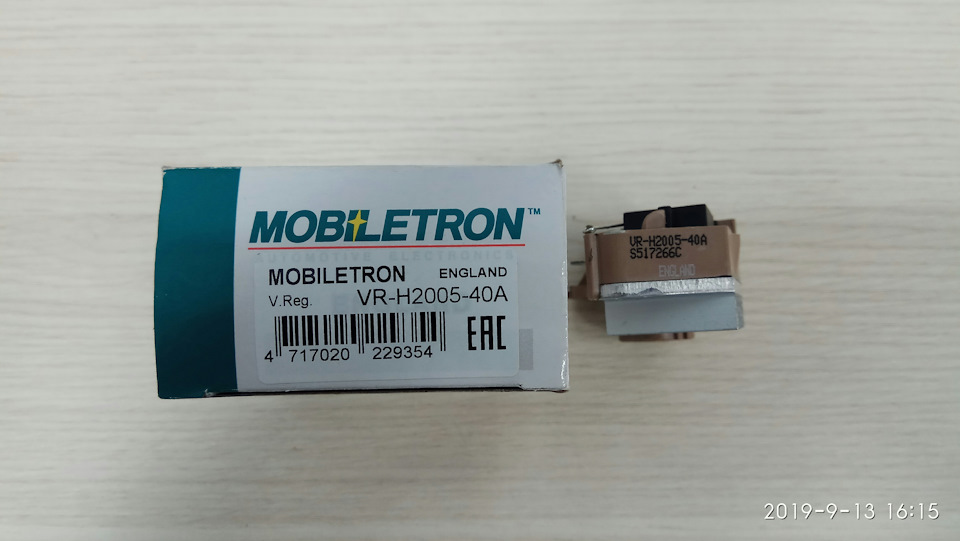 MOBILETRON™
AUTOMOTIVE ELECTRONICS
MOBILETRON ENGLAND
V.Reg. VR-H2005-40A
4 717020 229354
EAC
VR-H2005-40A
S517266C
ENGLAND
2019-9-13 16:15